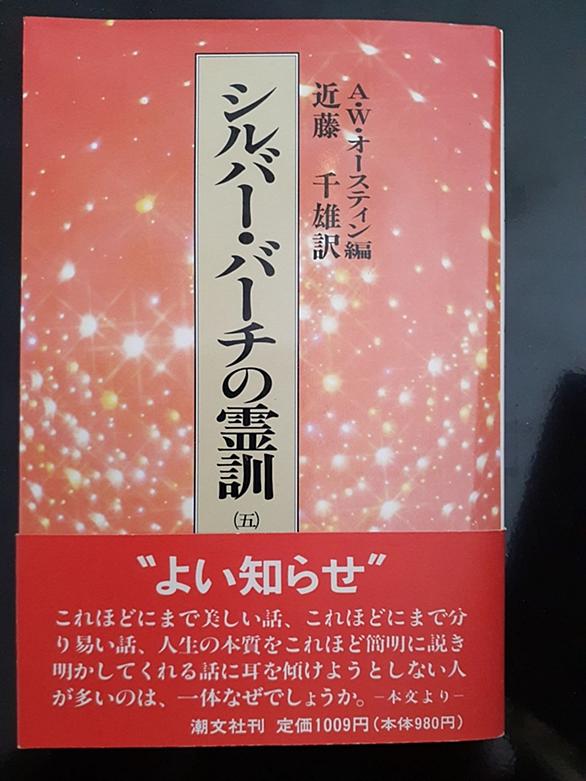 A・W・オースティン編
近藤 千雄訳
シルバー・バーチの霊訓
(五)
"よい知らせ"
これほどにまで美しい話、これほどにまで分
り易い話、人生の本質をこれほど簡明に説き
明かしてくれる話に耳を傾けようとしない人
が多いのは、一体なぜでしょうか。―本文より―
潮文社刊 定価1009円(本体980円)